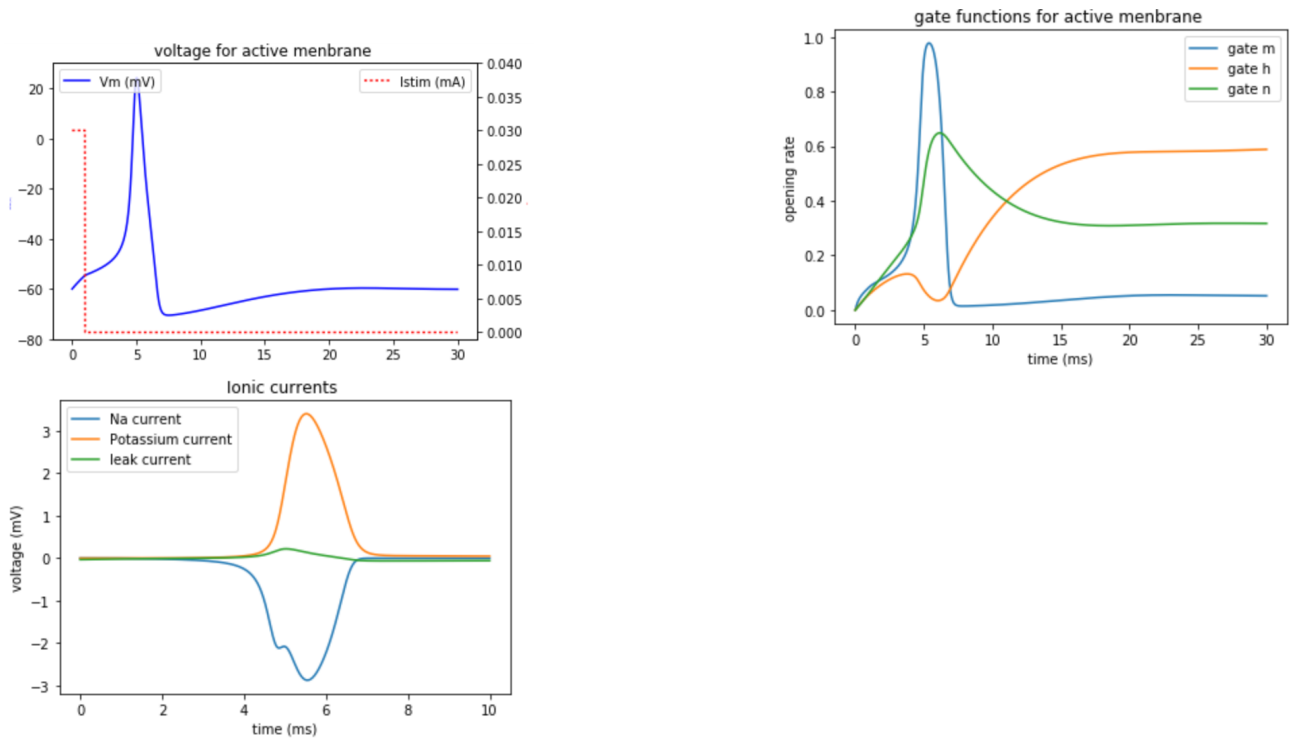 voltage for active menbrane
Vm (mV)
Istim (mA)
20
0
−20
−40
−60
−80
0.040
0.035
0.030
0.025
0.020
0.015
0.010
0.005
0.000
0 5 10 15 20 25 30
gate functions for active menbrane
gate m
gate h
gate n
opening rate
1.0
0.8
0.6
0.4
0.2
0.0
0 5 10 15 20 25 30
time (ms)
Ionic currents
Na current
Potassium current
leak current
voltage (mV)
3
2
1
0
−1
−2
−3
0 2 4 6 8 10
time (ms)